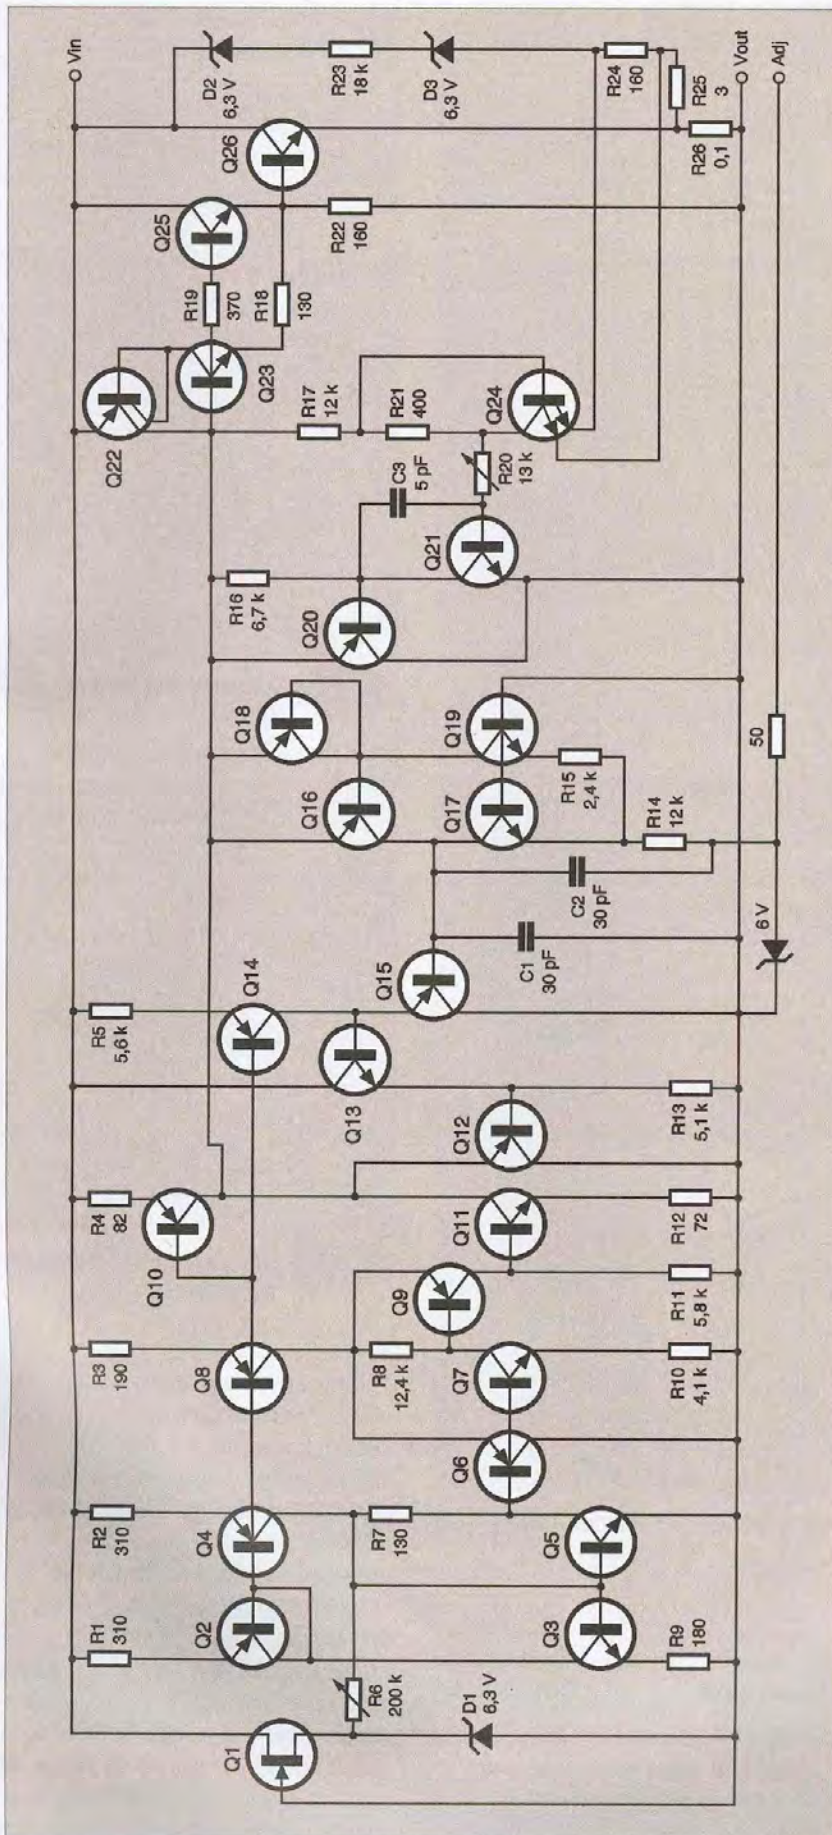 Vin
Vout
Adj
D2
6,3 V
R23
18 k
D3
6,3 V
R24
160
R25
3
R26
0,1
Q26
Q25
R22
160
R19
370
R18
130
Q23
Q22
R17
12 k
R21
400
Q24
R20
13 k
C3
5 pF
Q21
R16
6,7 k
Q20
Q18
Q19
Q16
Q17
R15
2,4 k
R14
12 k
50
C2
30 pF
C1
30 pF
6 V
Q15
Q14
R5
5,6 k
Q13
Q12
R13
5,1 k
R4
82
Q10
Q11
R12
72
Q9
R11
5,8 k
R3
190
Q8
R8
12,4 k
Q7
R10
4,1 k
Q6
R2
310
Q4
R7
130
Q5
R1
310
Q2
Q3
R9
180
R6
200 k
D1
6,3 V
Q1